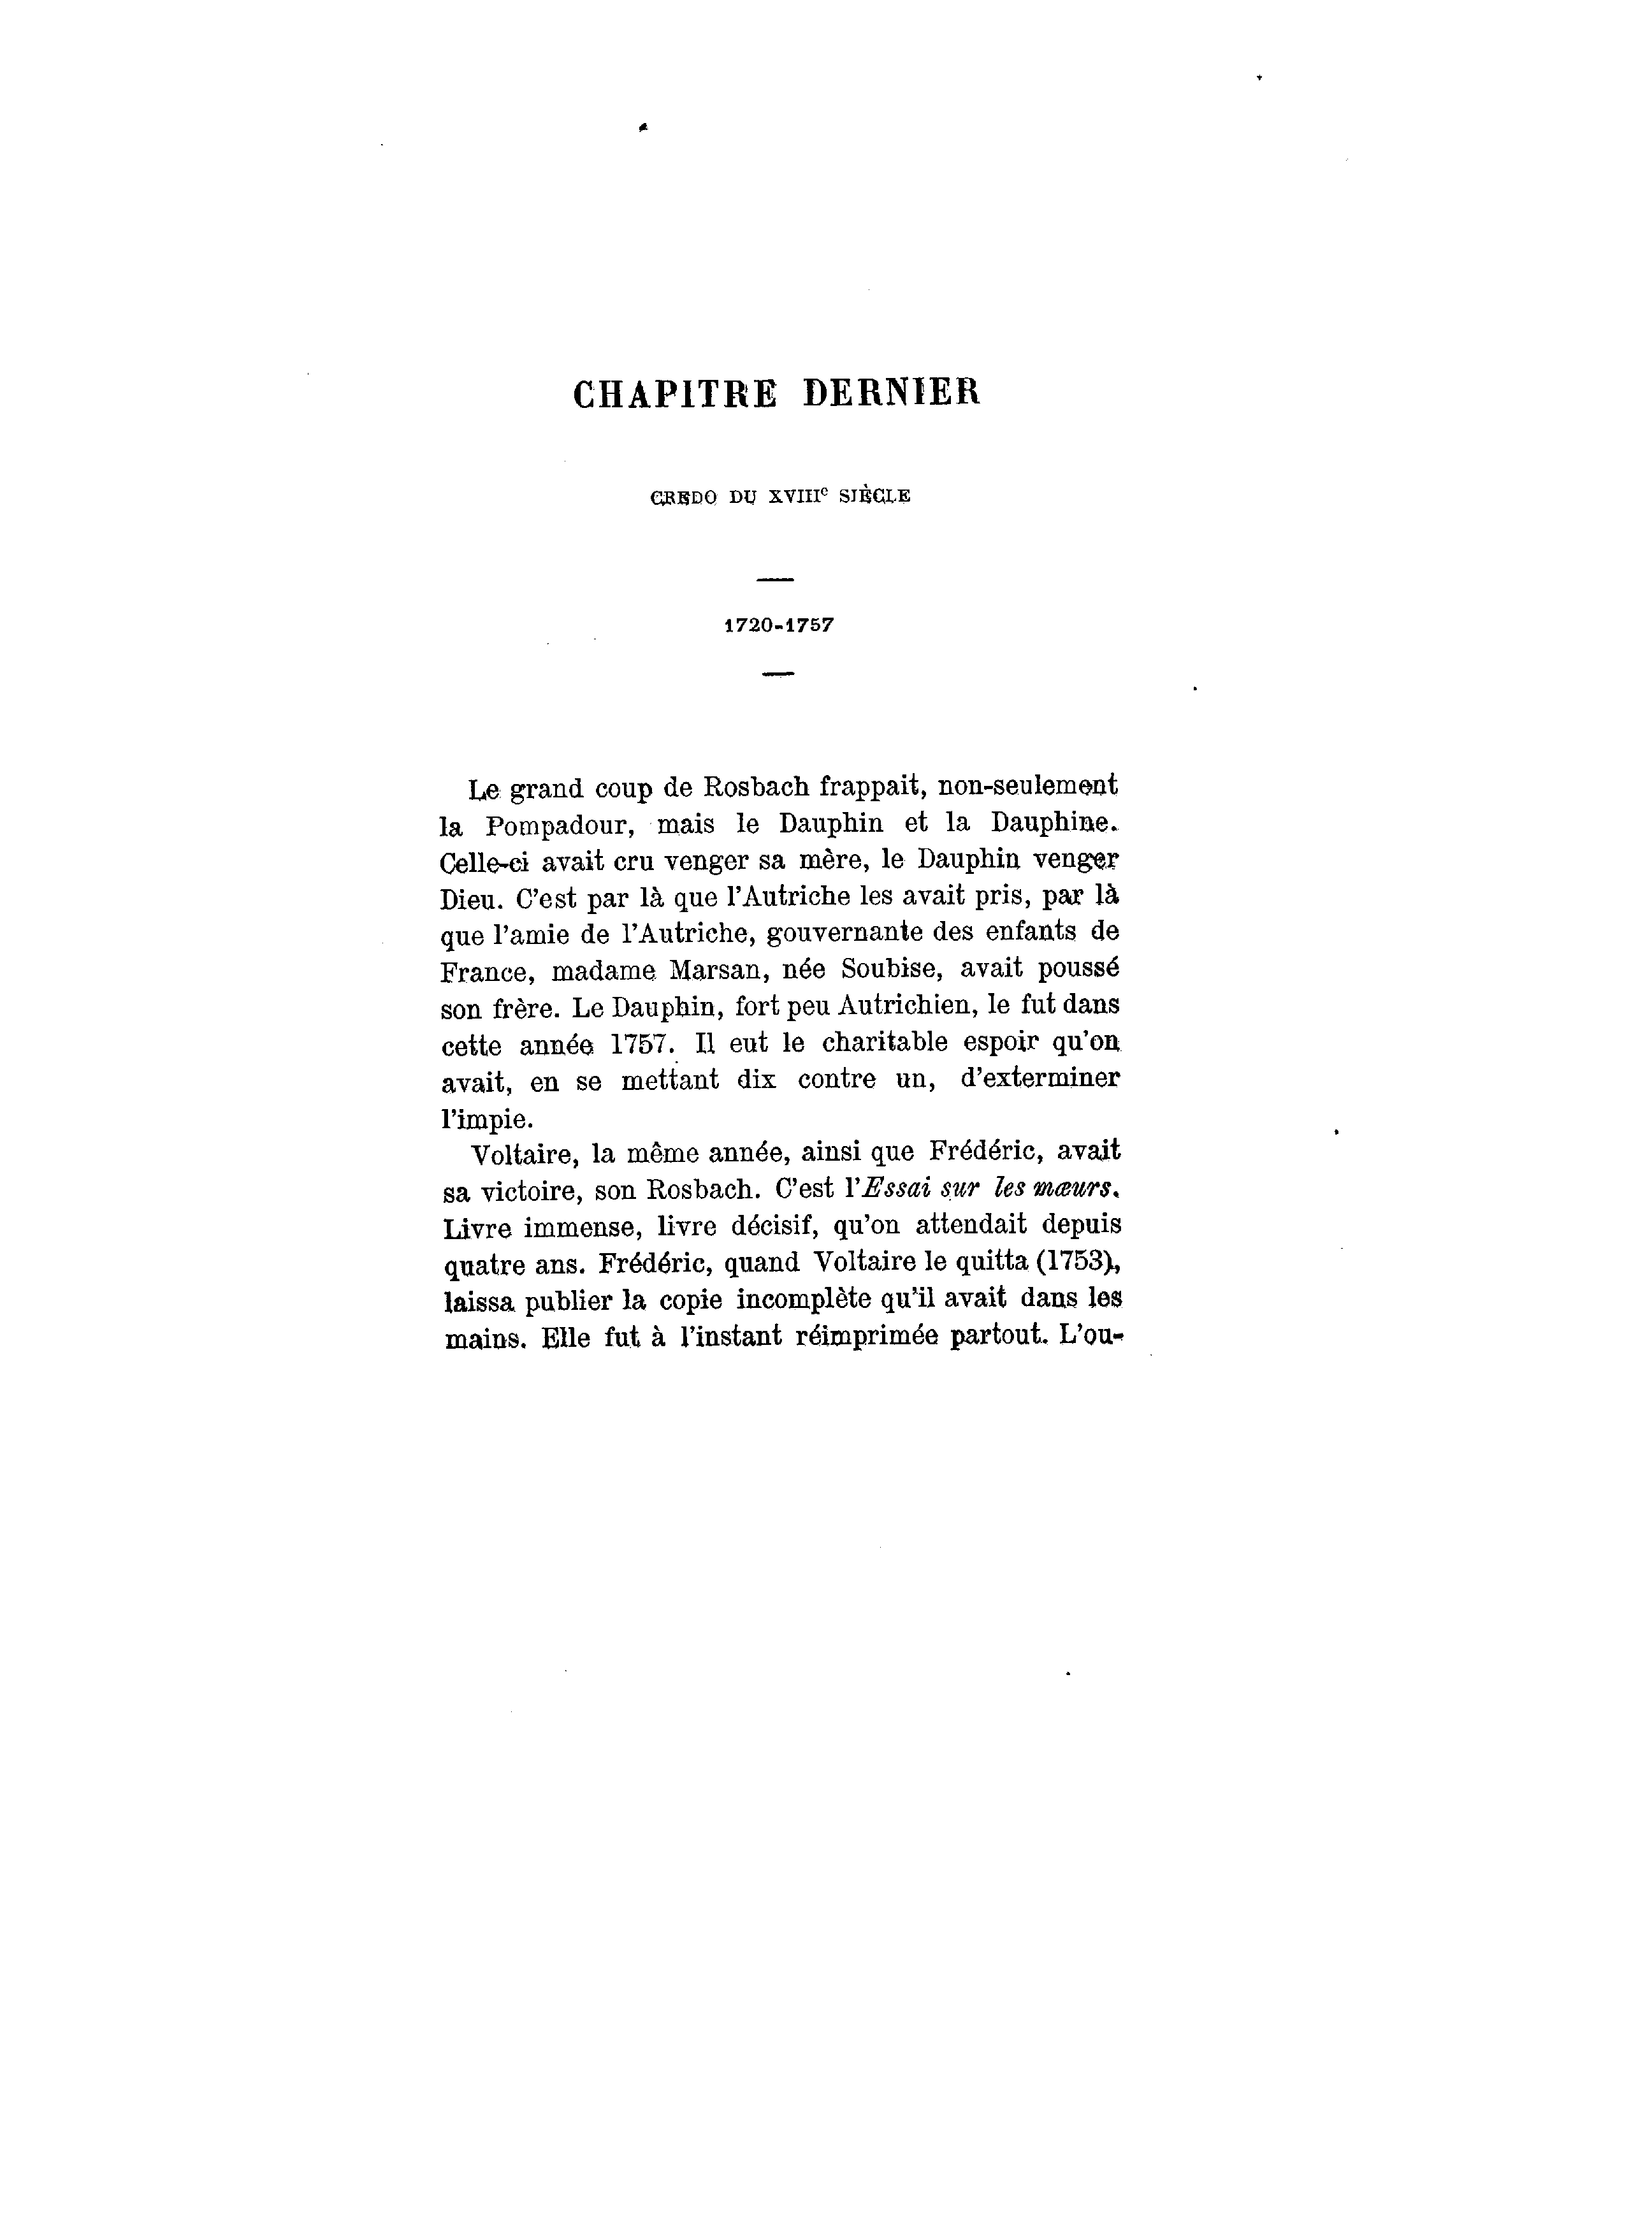 CHAPITRE DERNIER
CREDO DU XVIIIe SIÈCLE
1720-1757
Le grand coup de Rosbach frappait, non-seulement
la Pompadour, mais le Dauphin et la Dauphine.
Celle-ci avait cru venger sa mère, le Dauphin venger
Dieu. C'est par là que l'Autriche les avait pris, par là
que l'amie de l'Autriche, gouvernante des enfants de
France, madame Marsan, née Soubise, avait poussé
son frère. Le Dauphin, fort peu Autrichien, le fut dans
cette année 1757. Il eut le charitable espoir qu'on
avait, en se mettant dix contre un, d'exterminer
l'impie.
Voltaire, la même année, ainsi que Frédéric, avait
sa victoire, son Rosbach. C'est l'Essai sur les mœurs.
Livre immense, livre décisif, qu'on attendait depuis
quatre ans. Frédéric, quand Voltaire le quitta (1753),
laissa publier la copie incomplète qu'il avait dans les
mains. Elle fut à l'instant réimprimée partout. L'ou-